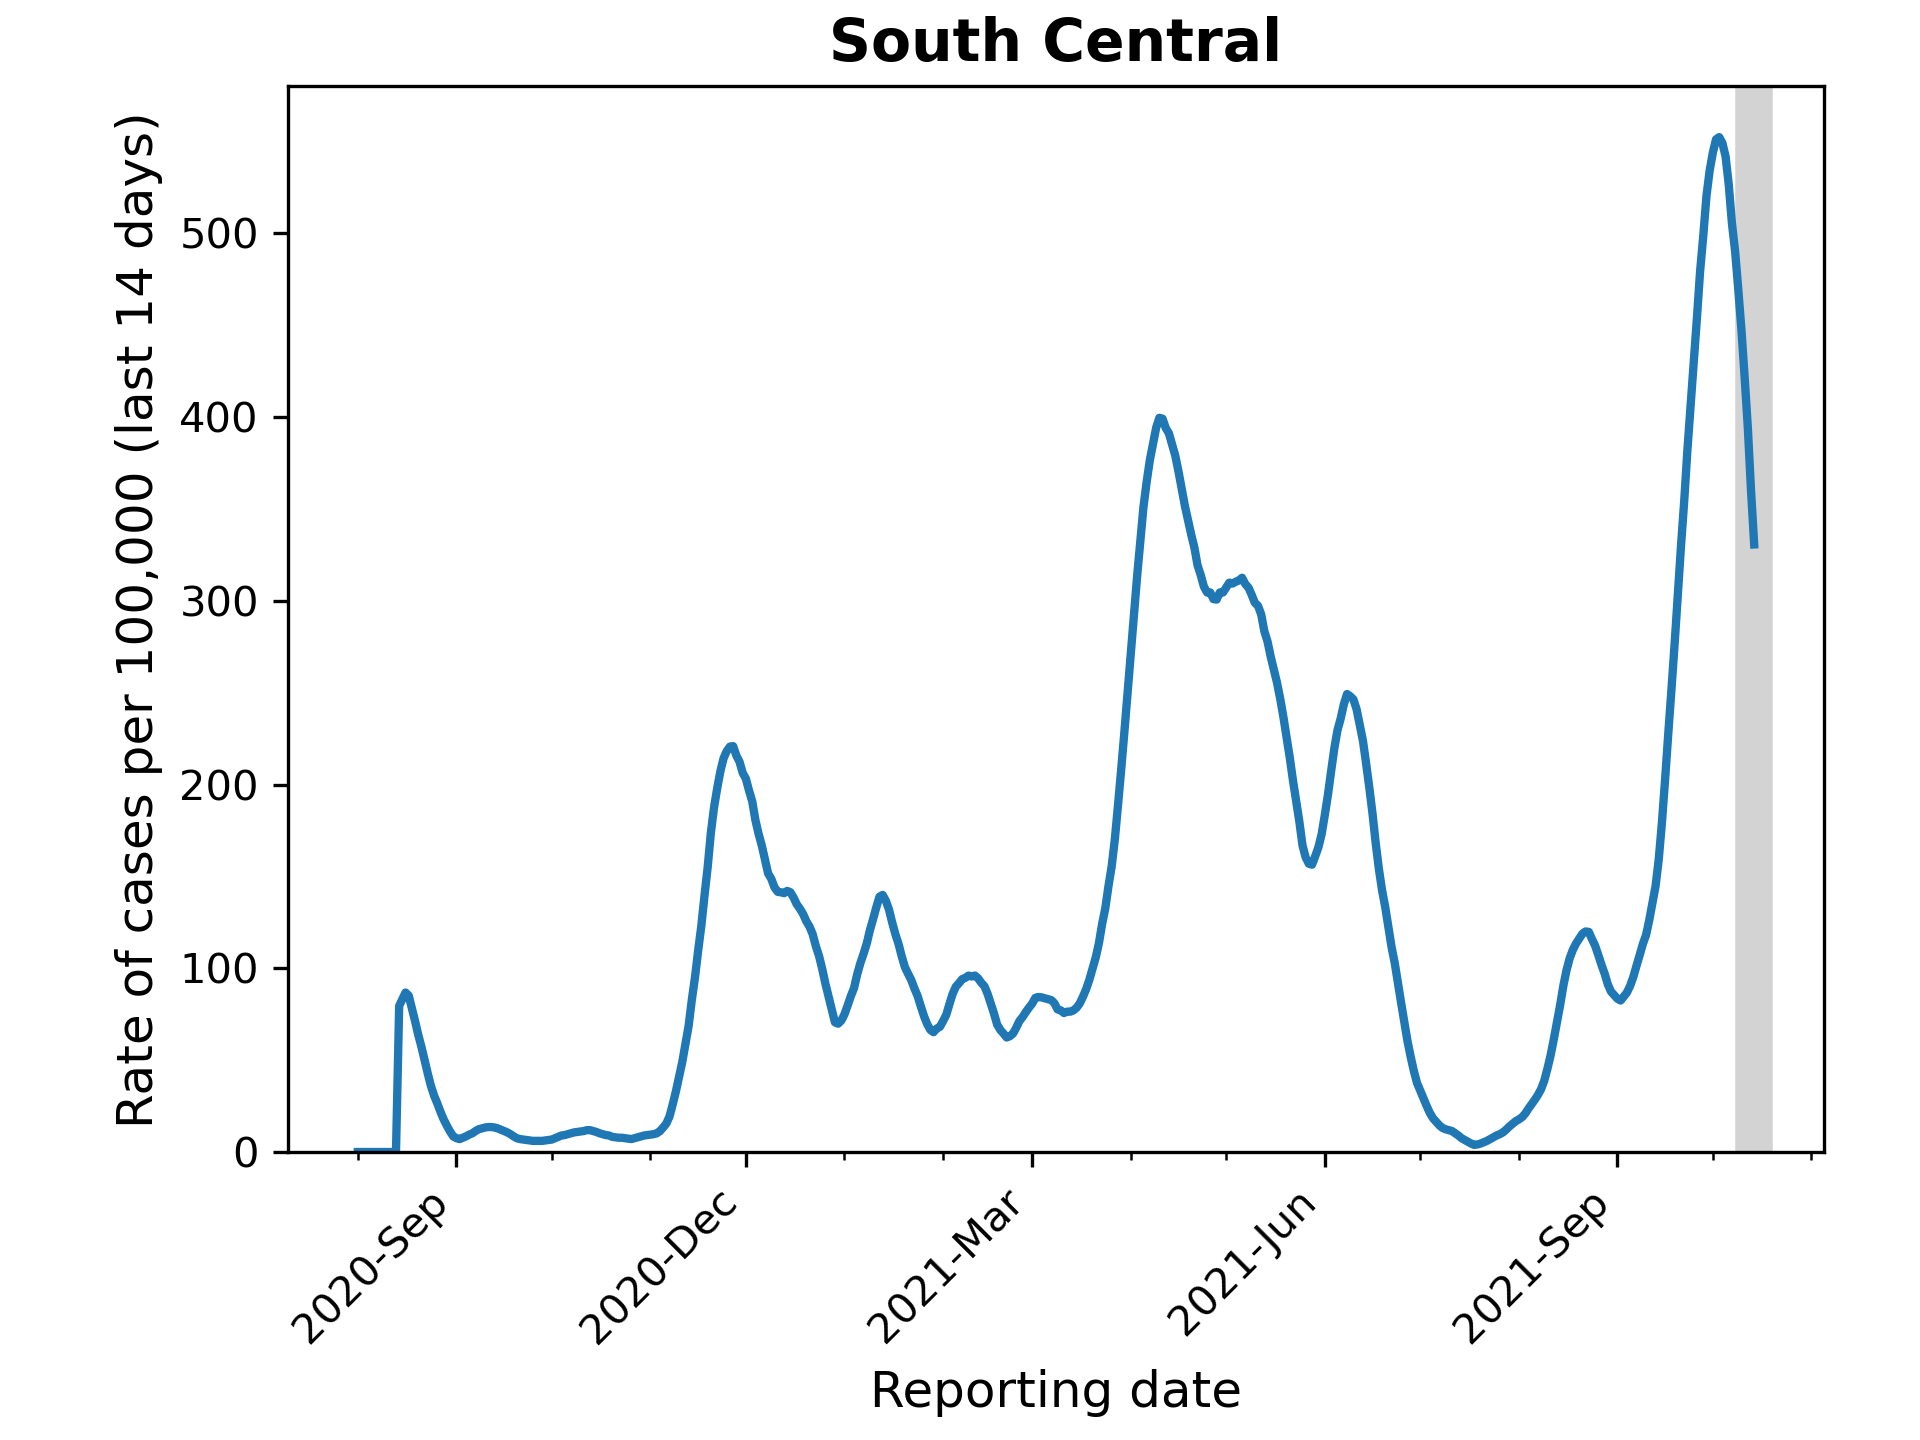 South Central
Rate of cases per 100,000 (last 14 days)
500
400
300
200
100
0
2020-Sep
2020-Dec
2021-Mar
2021-Jun
2021-Sep
Reporting date